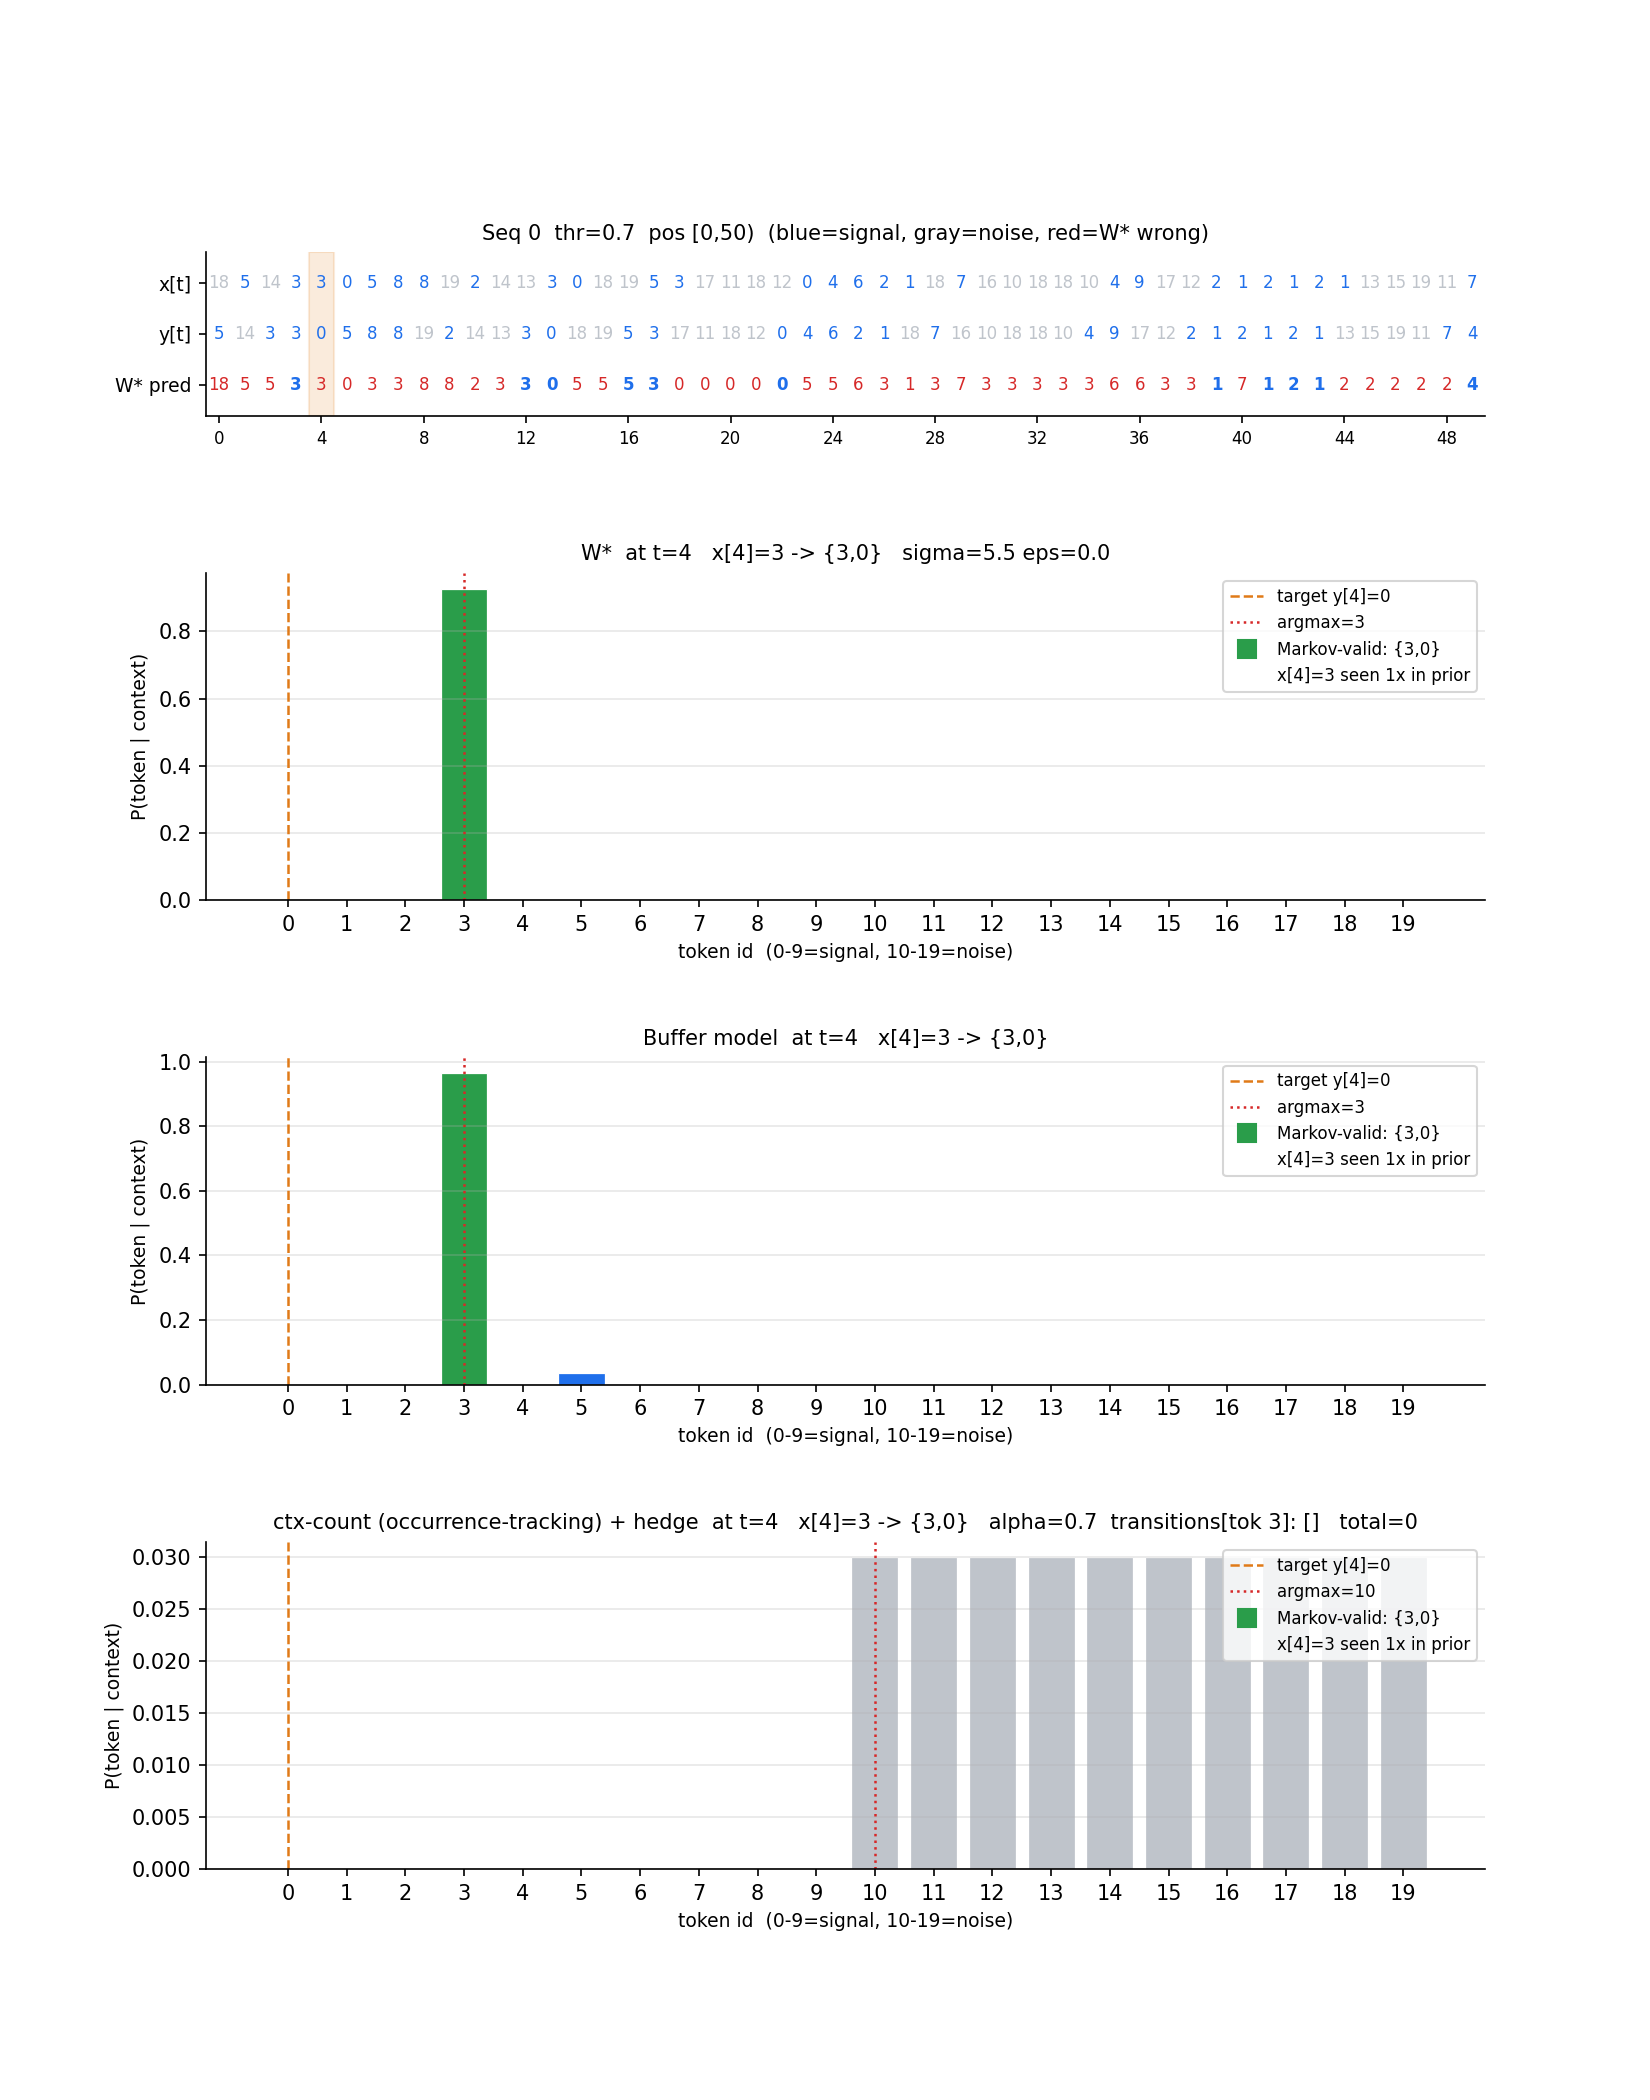 Seq 0  thr=0.7  pos [0,50)  (blue=signal, gray=noise, red=W* wrong)
x[t] 18 5 14 3 3 0 5 8 8 19 2 14 13 3 0 18 19 5 3 17 11 18 12 0 4 6 2 1 18 7 16 10 18 18 10 4 9 17 12 2 1 2 1 2 1 13 15 19 11 7
y[t] 5 14 3 3 0 5 8 8 19 2 14 13 3 0 18 19 5 3 17 11 18 12 0 4 6 2 1 18 7 16 10 18 18 10 4 9 17 12 2 1 2 1 2 1 13 15 19 11 7 4
W* pred 18 5 5 3 3 0 3 3 8 8 2 3 3 0 5 5 5 3 0 0 0 0 0 5 5 6 3 1 3 7 3 3 3 3 3 6 6 3 3 1 7 1 2 1 2 2 2 2 2 4
0 4 8 12 16 20 24 28 32 36 40 44 48
W*  at t=4   x[4]=3 -> {3,0}   sigma=5.5 eps=0.0
P(token | context)
0.8
0.6
0.4
0.2
0.0
target y[4]=0
argmax=3
Markov-valid: {3,0}
x[4]=3 seen 1x in prior
0 1 2 3 4 5 6 7 8 9 10 11 12 13 14 15 16 17 18 19
token id  (0-9=signal, 10-19=noise)
Buffer model  at t=4   x[4]=3 -> {3,0}
P(token | context)
1.0
0.8
0.6
0.4
0.2
0.0
target y[4]=0
argmax=3
Markov-valid: {3,0}
x[4]=3 seen 1x in prior
0 1 2 3 4 5 6 7 8 9 10 11 12 13 14 15 16 17 18 19
token id  (0-9=signal, 10-19=noise)
ctx-count (occurrence-tracking) + hedge  at t=4   x[4]=3 -> {3,0}   alpha=0.7  transitions[tok 3]: []   total=0
P(token | context)
0.030
0.025
0.020
0.015
0.010
0.005
0.000
target y[4]=0
argmax=10
Markov-valid: {3,0}
x[4]=3 seen 1x in prior
0 1 2 3 4 5 6 7 8 9 10 11 12 13 14 15 16 17 18 19
token id  (0-9=signal, 10-19=noise)